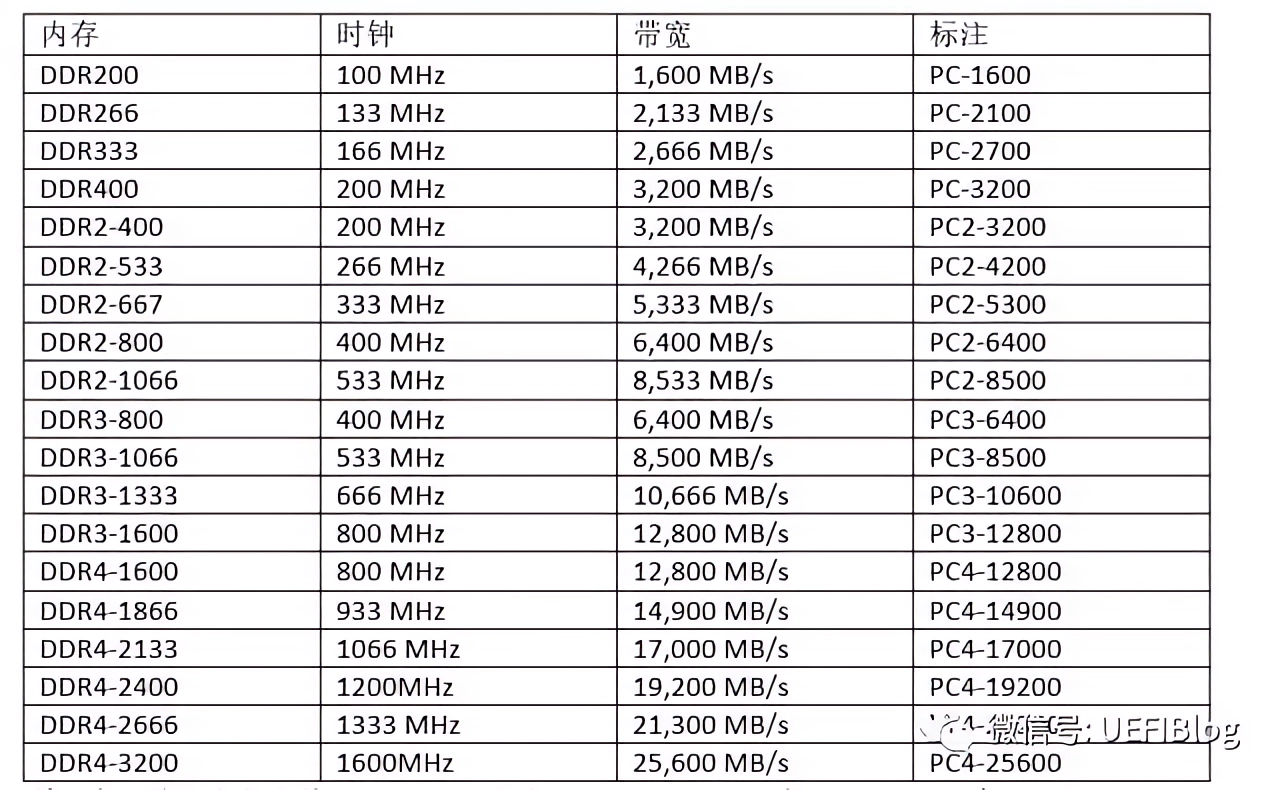 内存 时钟 带宽 标注
DDR200 100 MHz 1,600 MB/s PC-1600
DDR266 133 MHz 2,133 MB/s PC-2100
DDR333 166 MHz 2,666 MB/s PC-2700
DDR400 200 MHz 3,200 MB/s PC-3200
DDR2-400 200 MHz 3,200 MB/s PC2-3200
DDR2-533 266 MHz 4,266 MB/s PC2-4200
DDR2-667 333 MHz 5,333 MB/s PC2-5300
DDR2-800 400 MHz 6,400 MB/s PC2-6400
DDR2-1066 533 MHz 8,533 MB/s PC2-8500
DDR3-800 400 MHz 6,400 MB/s PC3-6400
DDR3-1066 533 MHz 8,500 MB/s PC3-8500
DDR3-1333 666 MHz 10,666 MB/s PC3-10600
DDR3-1600 800 MHz 12,800 MB/s PC3-12800
DDR4-1600 800 MHz 12,800 MB/s PC4-12800
DDR4-1866 933 MHz 14,900 MB/s PC4-14900
DDR4-2133 1066 MHz 17,000 MB/s PC4-17000
DDR4-2400 1200MHz 19,200 MB/s PC4-19200
DDR4-2666 1333 MHz 21,300 MB/s
微信号: UEFIBlog
DDR4-3200 1600MHz 25,600 MB/s PC4-25600